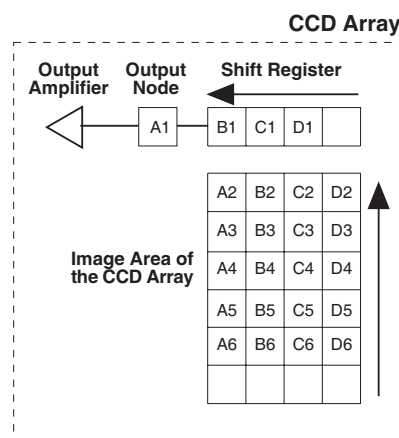 CCD Array
Output Amplifier
Output Node
Shift Register
A1
B1 C1 D1
A2 B2 C2 D2
A3 B3 C3 D3
Image Area of
the CCD Array
A4 B4 C4 D4
A5 B5 C5 D5
A6 B6 C6 D6